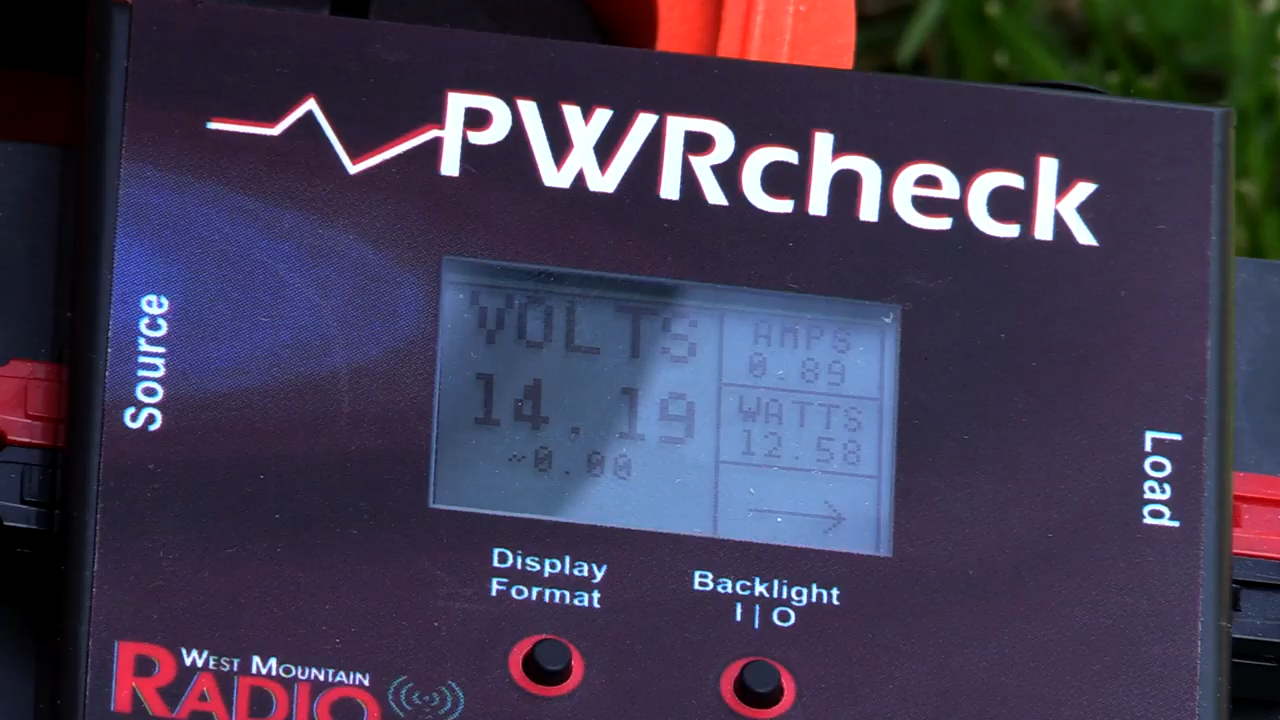 PWRcheck
Source
VOLTS
14.19
~0.00
AMPS
0.89
WATTS
12.58
Load
Display
Format
Backlight
I | O
WEST MOUNTAIN
RADIO